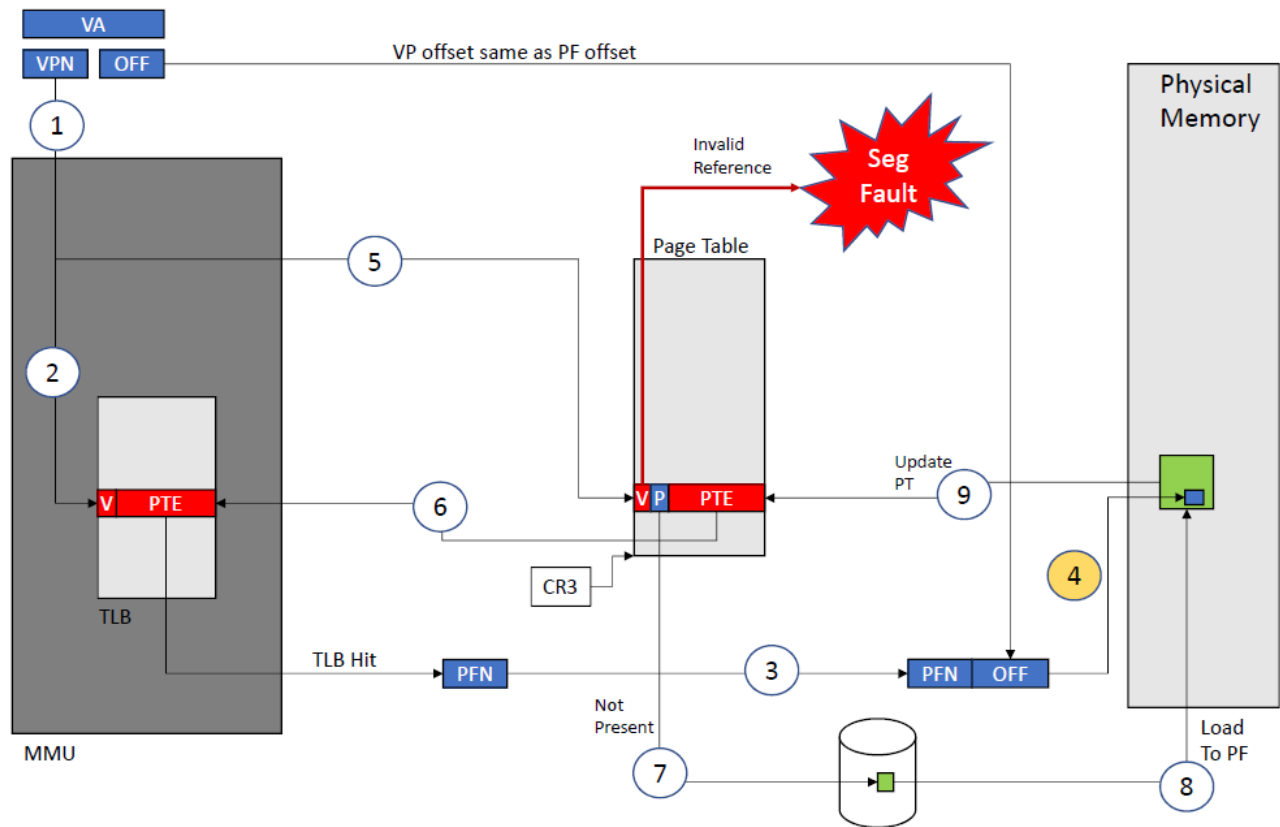 VA
VPN
OFF
VP offset same as PF offset
1
Physical
Memory
Invalid
Reference
Seg
Fault
Page Table
5
2
Update
PT
V
PTE
6
V
P
PTE
9
CR3
4
TLB
TLB Hit
PFN
3
PFN
OFF
Not
Present
MMU
7
Load
To PF
8